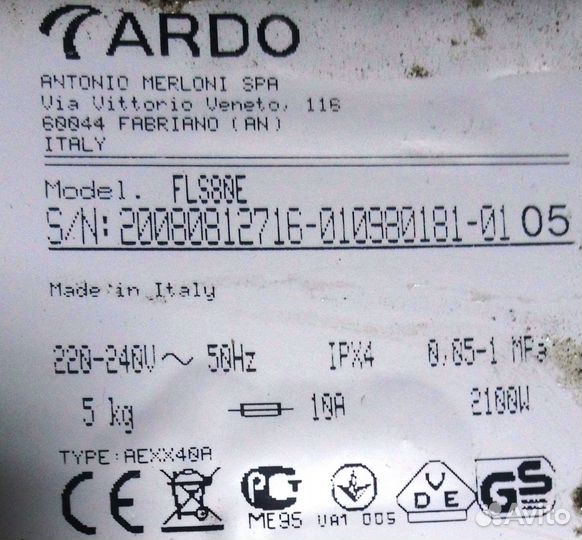 ARDO
ANTONIO MERLONI SPA
Via Vittorio Veneto, 116
60044 FABRIANO (AN)
ITALY
Model. FLS80E
S/N: 20080812716-010980181-01 05
Made in Italy
220-240V ~ 50Hz IPX4 0,05-1 MPa
5 kg 10A 2100W
TYPE: AEXX40A
CE PCT VDE GS
ME95 UA1 005
Avito